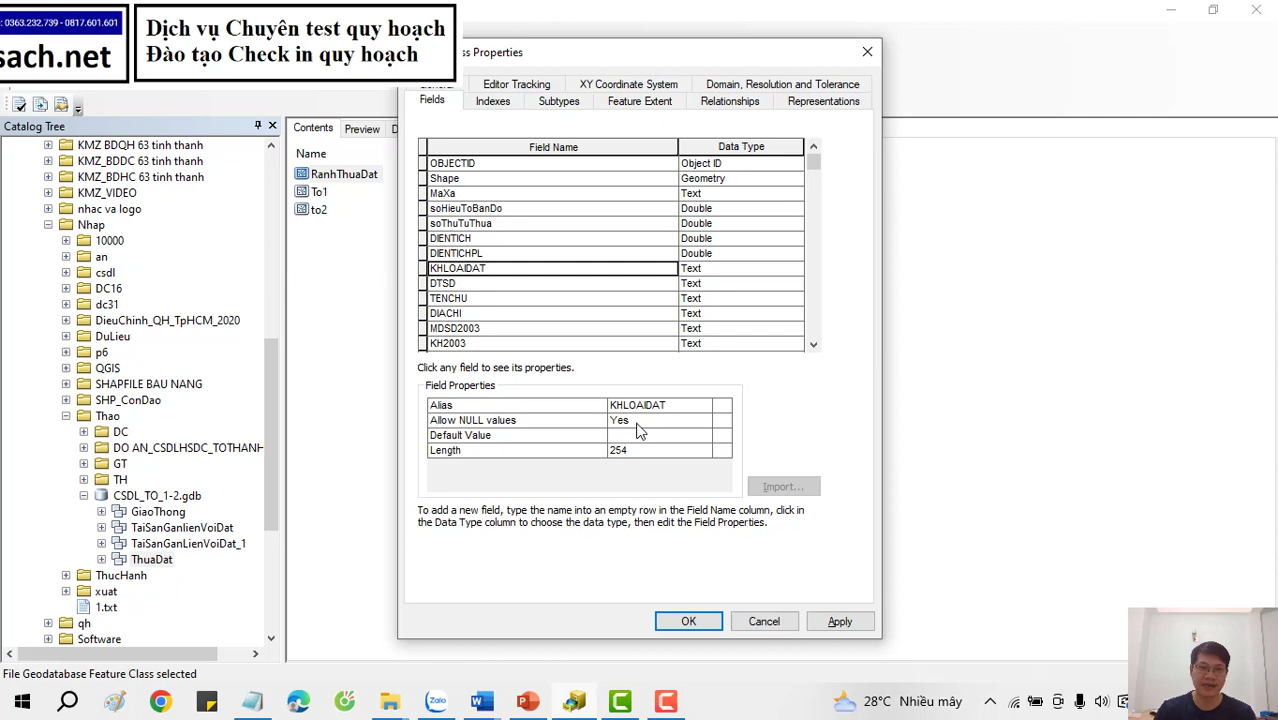 : 0363.232.739 - 0817.601.601
sach.net
Dịch vụ Chuyên test quy hoạch
Đào tạo Check in quy hoạch
ss Properties
Editor Tracking
XY Coordinate System
Domain, Resolution and Tolerance
Fields
Indexes
Subtypes
Feature Extent
Relationships
Representations
Catalog Tree
KMZ BDQH 63 tinh thanh
KMZ_BDDC 63 tinh thanh
KMZ_BDHC 63 tinh thanh
KMZ_VIDEO
nhac va logo
Nhap
10000
an
csdl
DC16
dc31
DieuChinh_QH_TpHCM_2020
DuLieu
p6
QGIS
SHAPFILE BAU NANG
SHP_ConDao
Thao
DC
DO AN_CSDLHSDC_TOTHANH
GT
TH
CSDL_TO_1-2.gdb
GiaoThong
TaiSanGanlienVoiDat
TaiSanGanLienVoiDat_1
ThuaDat
ThucHanh
xuat
1.txt
qh
Software
Contents
Preview
D
Name
RanhThuaDat
To1
to2
Field Name
Data Type
OBJECTID
Object ID
Shape
Geometry
MaXa
Text
soHieuToBanDo
Double
soThuTuThua
Double
DIENTICH
Double
DIENTICHPL
Double
KHLOAIDAT
Text
DTSD
Text
TENCHU
Text
DIACHI
Text
MDSD2003
Text
KH2003
Text
Click any field to see its properties.
Field Properties
Alias
KHLOAIDAT
Allow NULL values
Yes
Default Value
Length
254
Import...
To add a new field, type the name into an empty row in the Field Name column, click in
the Data Type column to choose the data type, then edit the Field Properties.
OK
Cancel
Apply
File Geodatabase Feature Class selected
Zalo
28°C Nhiều mây